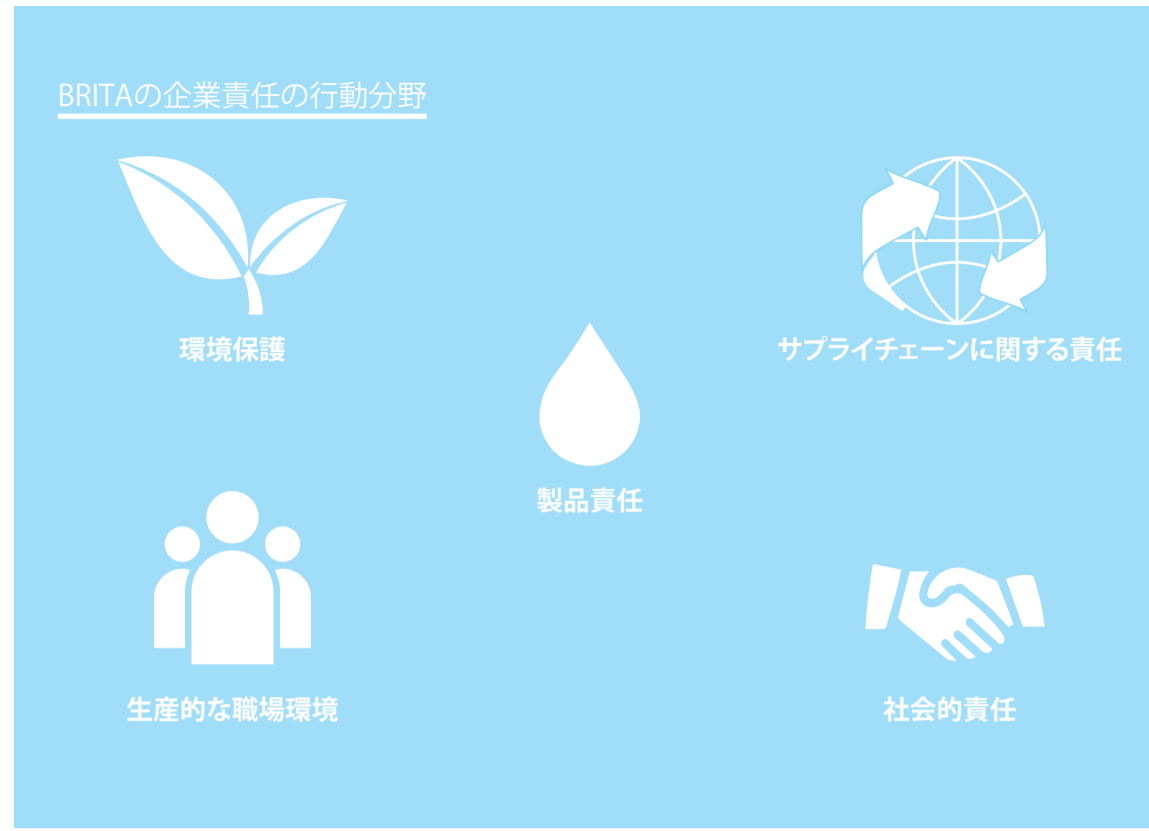 BRITAの企業責任の行動分野
環境保護
サプライチェーンに関する責任
製品責任
生産的な職場環境
社会的責任